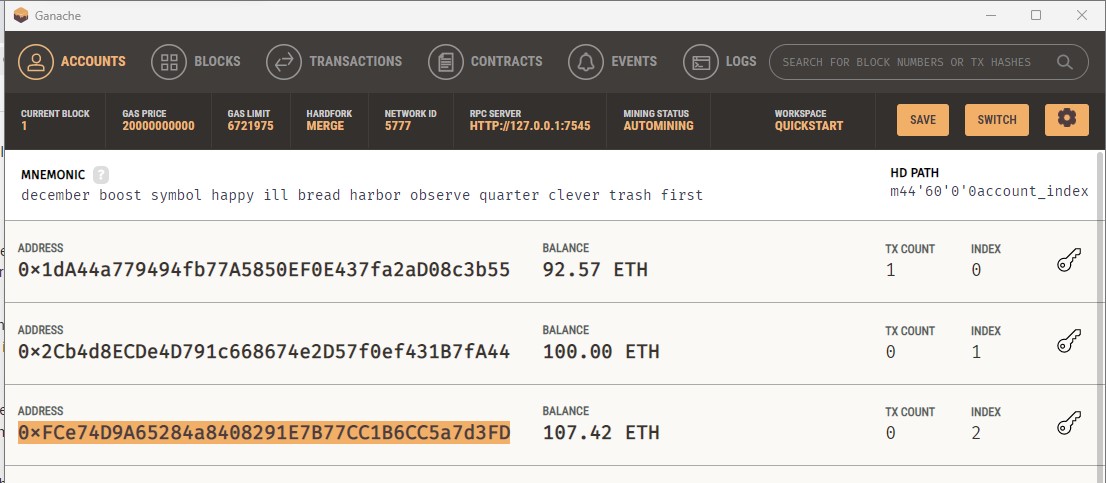 Ganache
ACCOUNTS BLOCKS TRANSACTIONS CONTRACTS EVENTS LOGS SEARCH FOR BLOCK NUMBERS OR TX HASHES
CURRENT BLOCK GAS PRICE GAS LIMIT HARDFORK NETWORK ID RPC SERVER MINING STATUS WORKSPACE
1 20000000000 6721975 MERGE 5777 HTTP://127.0.0.1:7545 AUTOMINING QUICKSTART SAVE SWITCH
MNEMONIC ? HD PATH
december boost symbol happy ill bread harbor observe quarter clever trash first m44'60'0'0account_index
ADDRESS BALANCE TX COUNT INDEX
0×1dA44a779494fb77A5850EF0E437fa2aD08c3b55 92.57 ETH 1 0
ADDRESS BALANCE TX COUNT INDEX
0×2Cb4d8ECDe4D791c668674e2D57f0ef431B7fA44 100.00 ETH 0 1
ADDRESS BALANCE TX COUNT INDEX
0×FCe74D9A65284a8408291E7B77CC1B6CC5a7d3FD 107.42 ETH 0 2